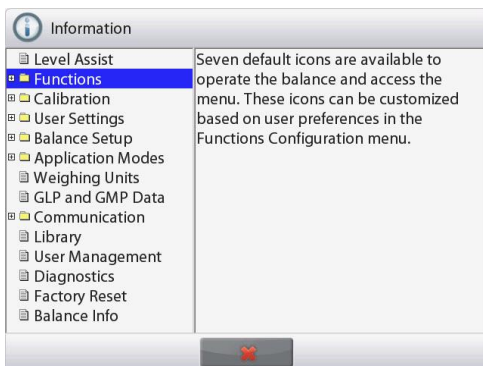 Information
Level Assist
Functions
Calibration
User Settings
Balance Setup
Application Modes
Weighing Units
GLP and GMP Data
Communication
Library
User Management
Diagnostics
Factory Reset
Balance Info
Seven default icons are available to
operate the balance and access the
menu. These icons can be customized
based on user preferences in the
Functions Configuration menu.